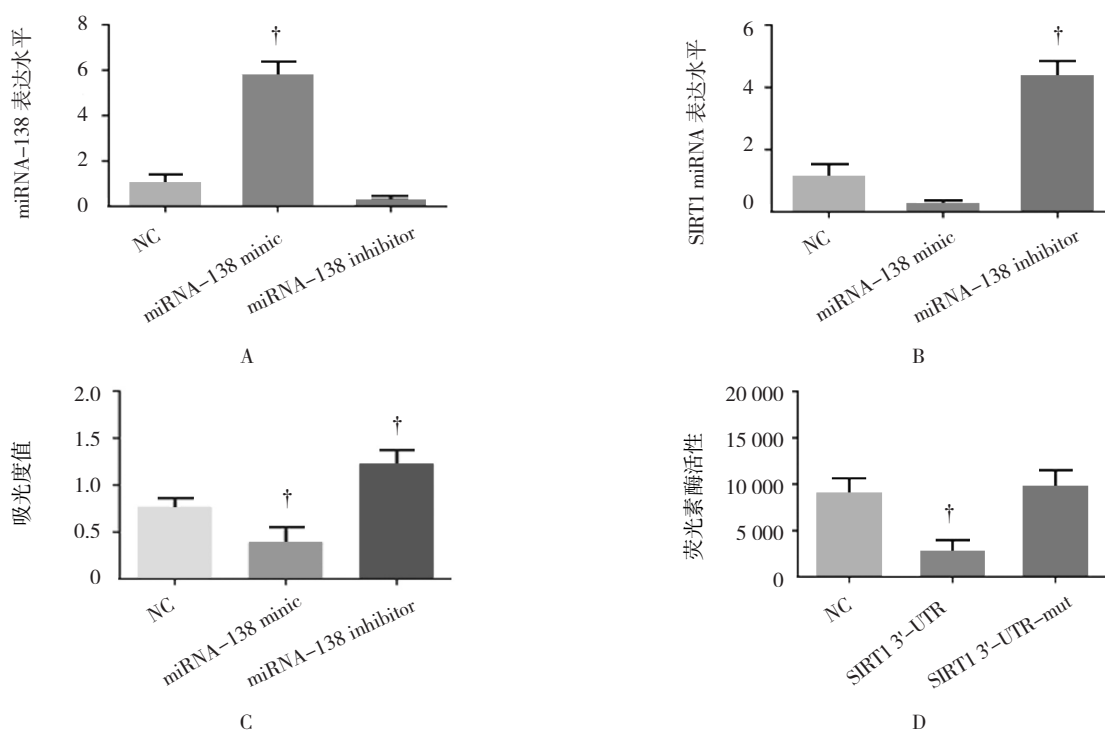 miRNA-138 表达水平
8
6
4
2
0
†
NC
miRNA-138 minic
miRNA-138 inhibitor
A
SIRT1 miRNA 表达水平
6
4
2
0
†
NC
miRNA-138 minic
miRNA-138 inhibitor
B
吸光度值
2.0
1.5
1.0
0.5
0
†
†
NC
miRNA-138 minic
miRNA-138 inhibitor
C
荧光素酶活性
20 000
15 000
10 000
5 000
0
†
NC
SIRT1 3'-UTR
SIRT1 3'-UTR-mut
D